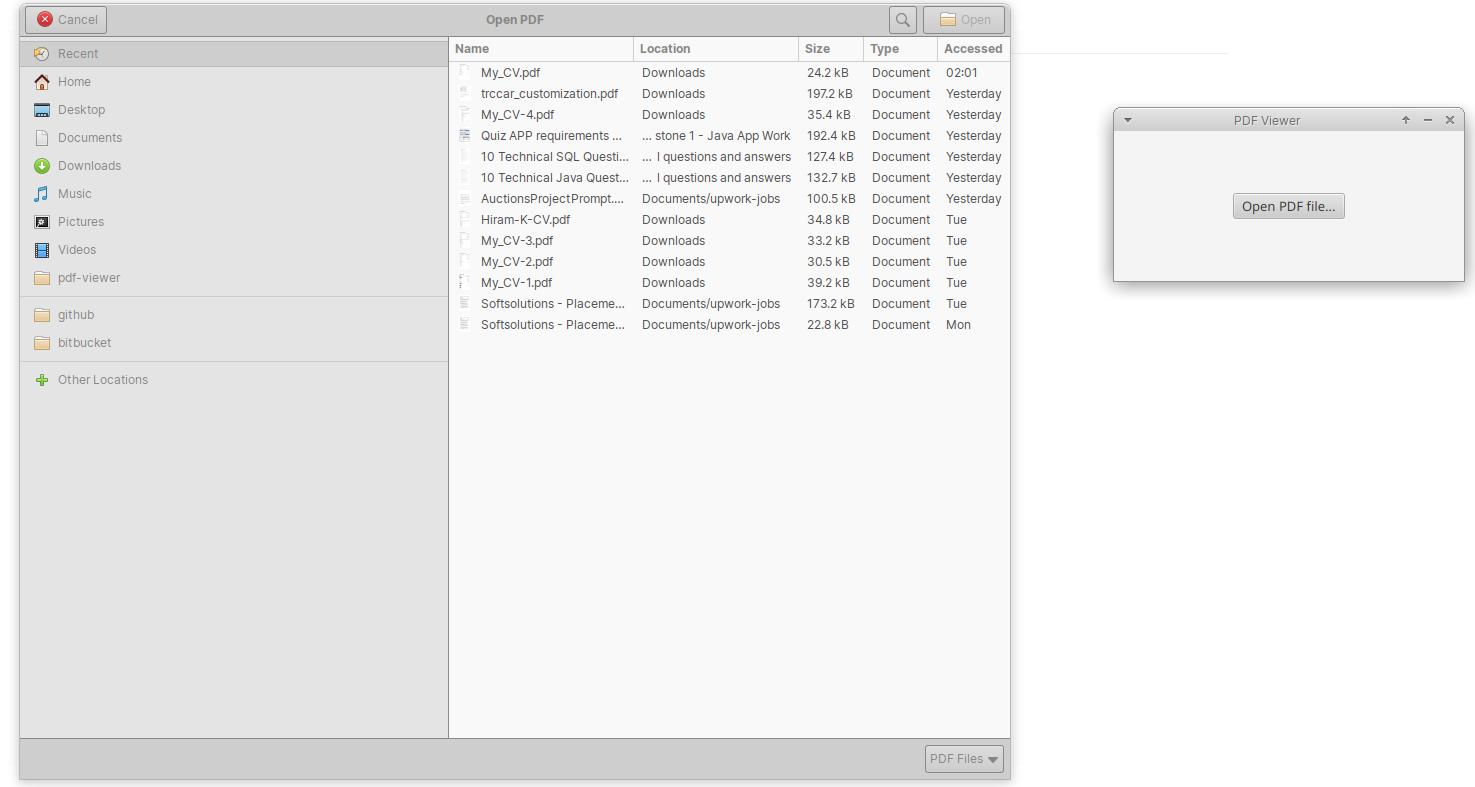 Cancel Open PDF Open
Recent
Home
Desktop
Documents
Downloads
Music
Pictures
Videos
pdf-viewer
github
bitbucket
Other Locations
Name Location Size Type Accessed
My_CV.pdf Downloads 24.2 kB Document 02:01
trccar_customization.pdf Downloads 197.2 kB Document Yesterday
My_CV-4.pdf Downloads 35.4 kB Document Yesterday
Quiz APP requirements ... ... stone 1 - Java App Work 192.4 kB Document Yesterday
10 Technical SQL Questi... ... l questions and answers 127.4 kB Document Yesterday
10 Technical Java Quest... ... l questions and answers 132.7 kB Document Yesterday
AuctionsProjectPrompt.... Documents/upwork-jobs 100.5 kB Document Yesterday
Hiram-K-CV.pdf Downloads 34.8 kB Document Tue
My_CV-3.pdf Downloads 33.2 kB Document Tue
My_CV-2.pdf Downloads 30.5 kB Document Tue
My_CV-1.pdf Downloads 39.2 kB Document Tue
Softsolutions - Placeme... Documents/upwork-jobs 173.2 kB Document Tue
Softsolutions - Placeme... Documents/upwork-jobs 22.8 kB Document Mon
PDF Files
PDF Viewer
Open PDF file...